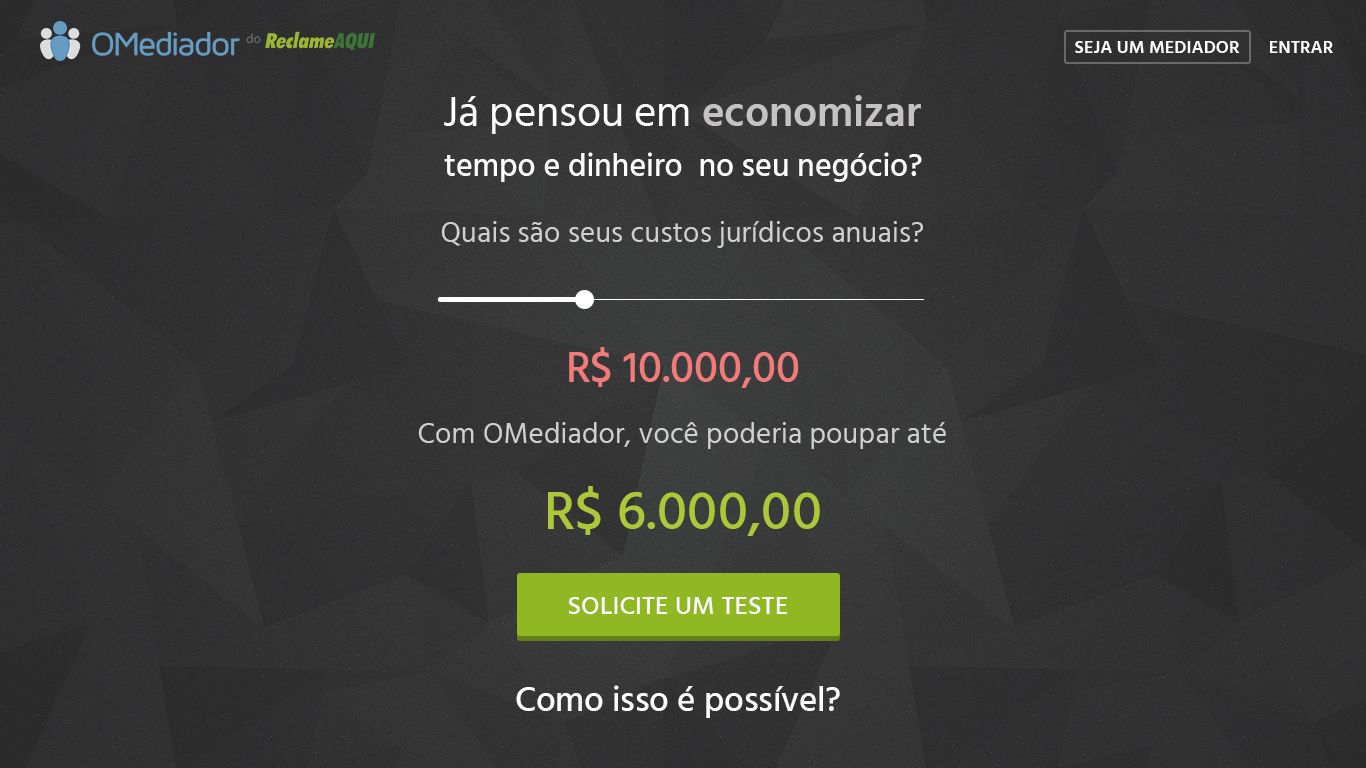 OMediador do ReclameAQUI
SEJA UM MEDIADOR
ENTRAR
Já pensou em economizar
tempo e dinheiro no seu negócio?
Quais são seus custos jurídicos anuais?
R$ 10.000,00
Com OMediador, você poderia poupar até
R$ 6.000,00
SOLICITE UM TESTE
Como isso é possível?